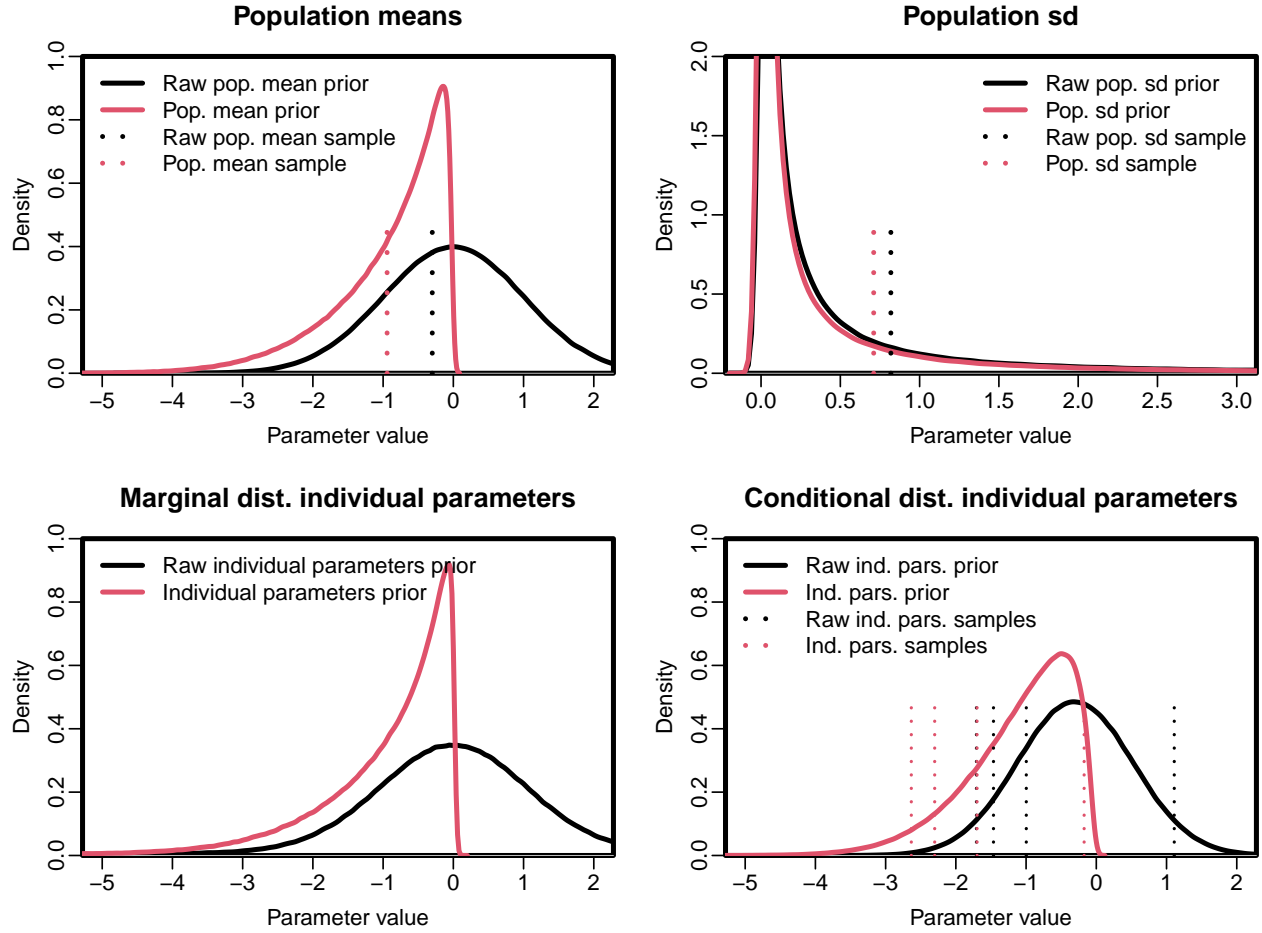 Population means
Density
0.0 0.2 0.4 0.6 0.8 1.0
Raw pop. mean prior
Pop. mean prior
Raw pop. mean sample
Pop. mean sample
−5 −4 −3 −2 −1 0 1 2
Parameter value
Population sd
Density
0.0 0.5 1.0 1.5 2.0
Raw pop. sd prior
Pop. sd prior
Raw pop. sd sample
Pop. sd sample
0.0 0.5 1.0 1.5 2.0 2.5 3.0
Parameter value
Marginal dist. individual parameters
Density
0.0 0.2 0.4 0.6 0.8 1.0
Raw individual parameters prior
Individual parameters prior
−5 −4 −3 −2 −1 0 1 2
Parameter value
Conditional dist. individual parameters
Density
0.0 0.2 0.4 0.6 0.8 1.0
Raw ind. pars. prior
Ind. pars. prior
Raw ind. pars. samples
Ind. pars. samples
−5 −4 −3 −2 −1 0 1 2
Parameter value